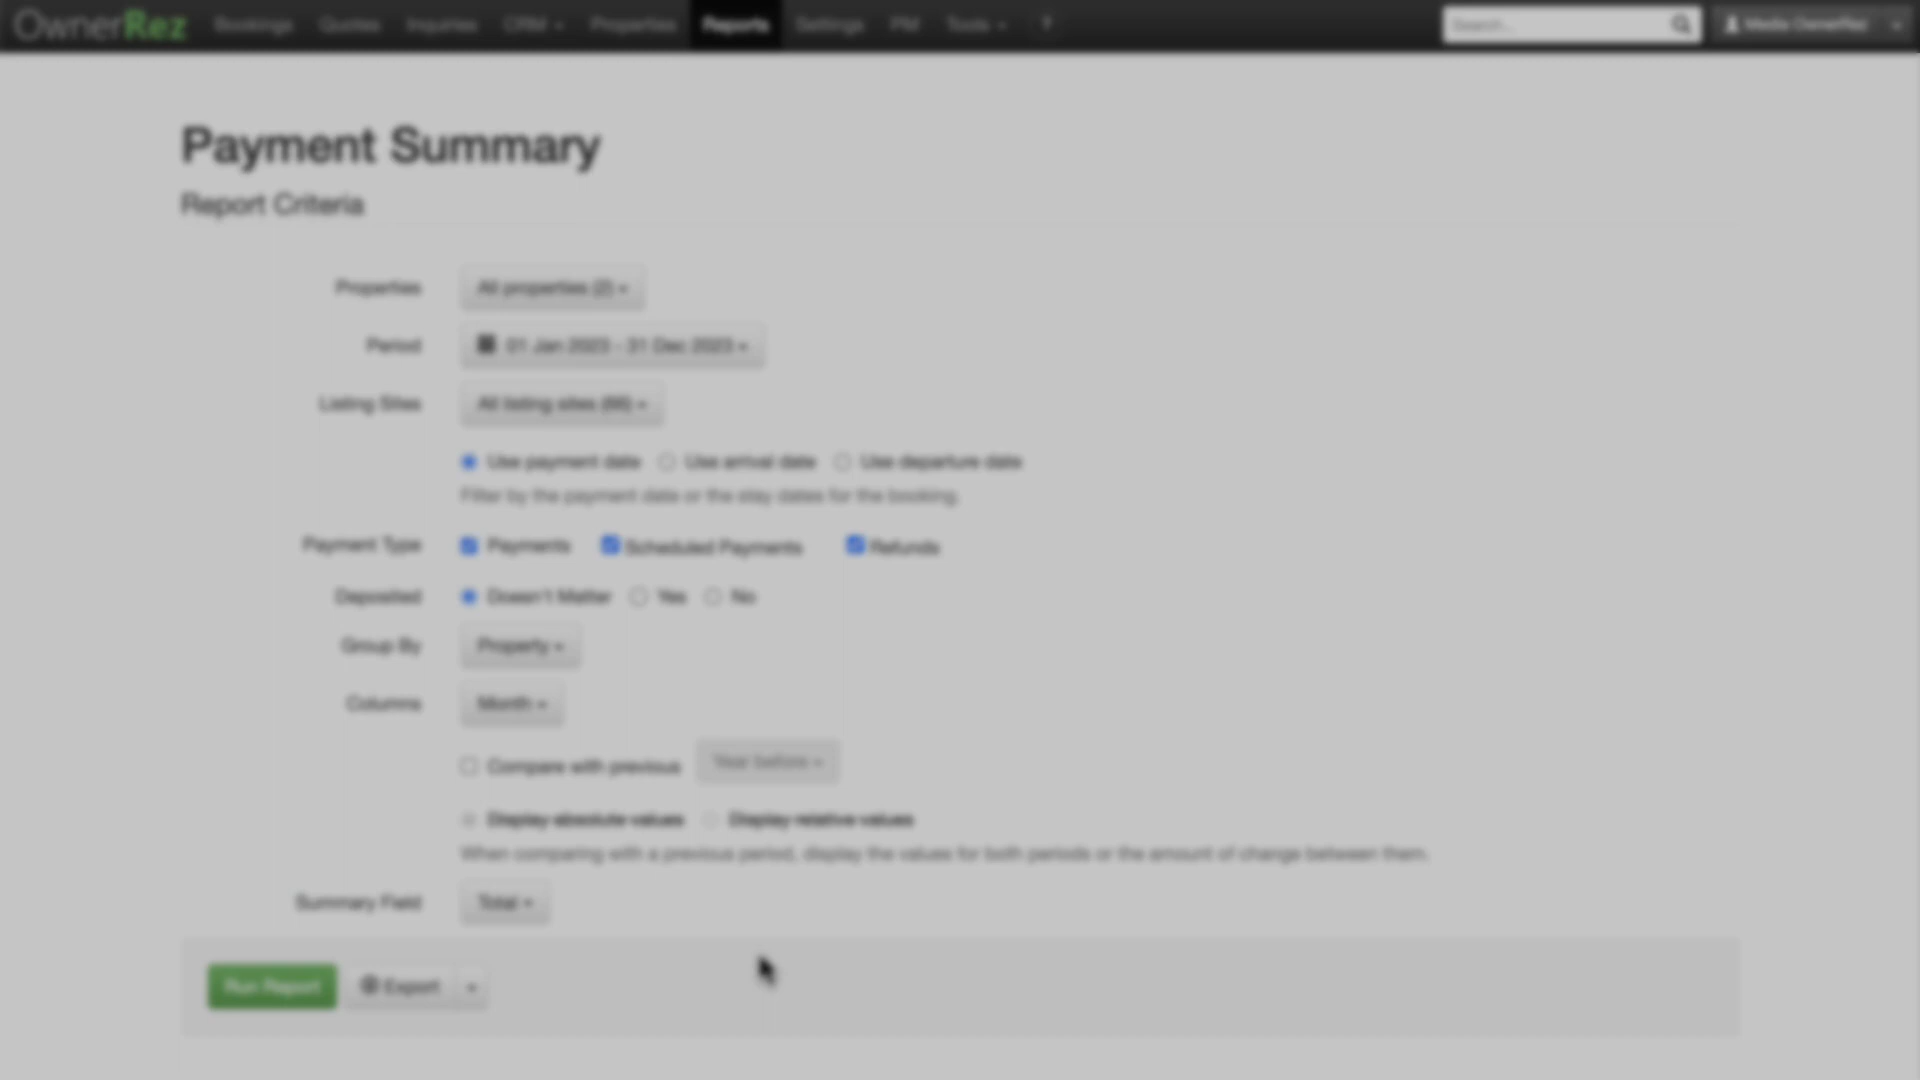 OwnerRez Bookings Quotes Inquiries CRM Properties Reports Settings PM Tools ? Search... Media OwnerRez
Payment Summary
Report Criteria
Properties All properties (2)
Period 01 Jan 2023 - 31 Dec 2023
Listing Sites All listing sites (66)
Use payment date Use arrival date Use departure date
Filter by the payment date or the stay dates for the booking.
Payment Type Payments Scheduled Payments Refunds
Deposited Doesn't Matter Yes No
Group By Property
Columns Month
Compare with previous Year before
Display absolute values Display relative values
When comparing with a previous period, display the values for both periods or the amount of change between them.
Summary Field Total
Run Report Export